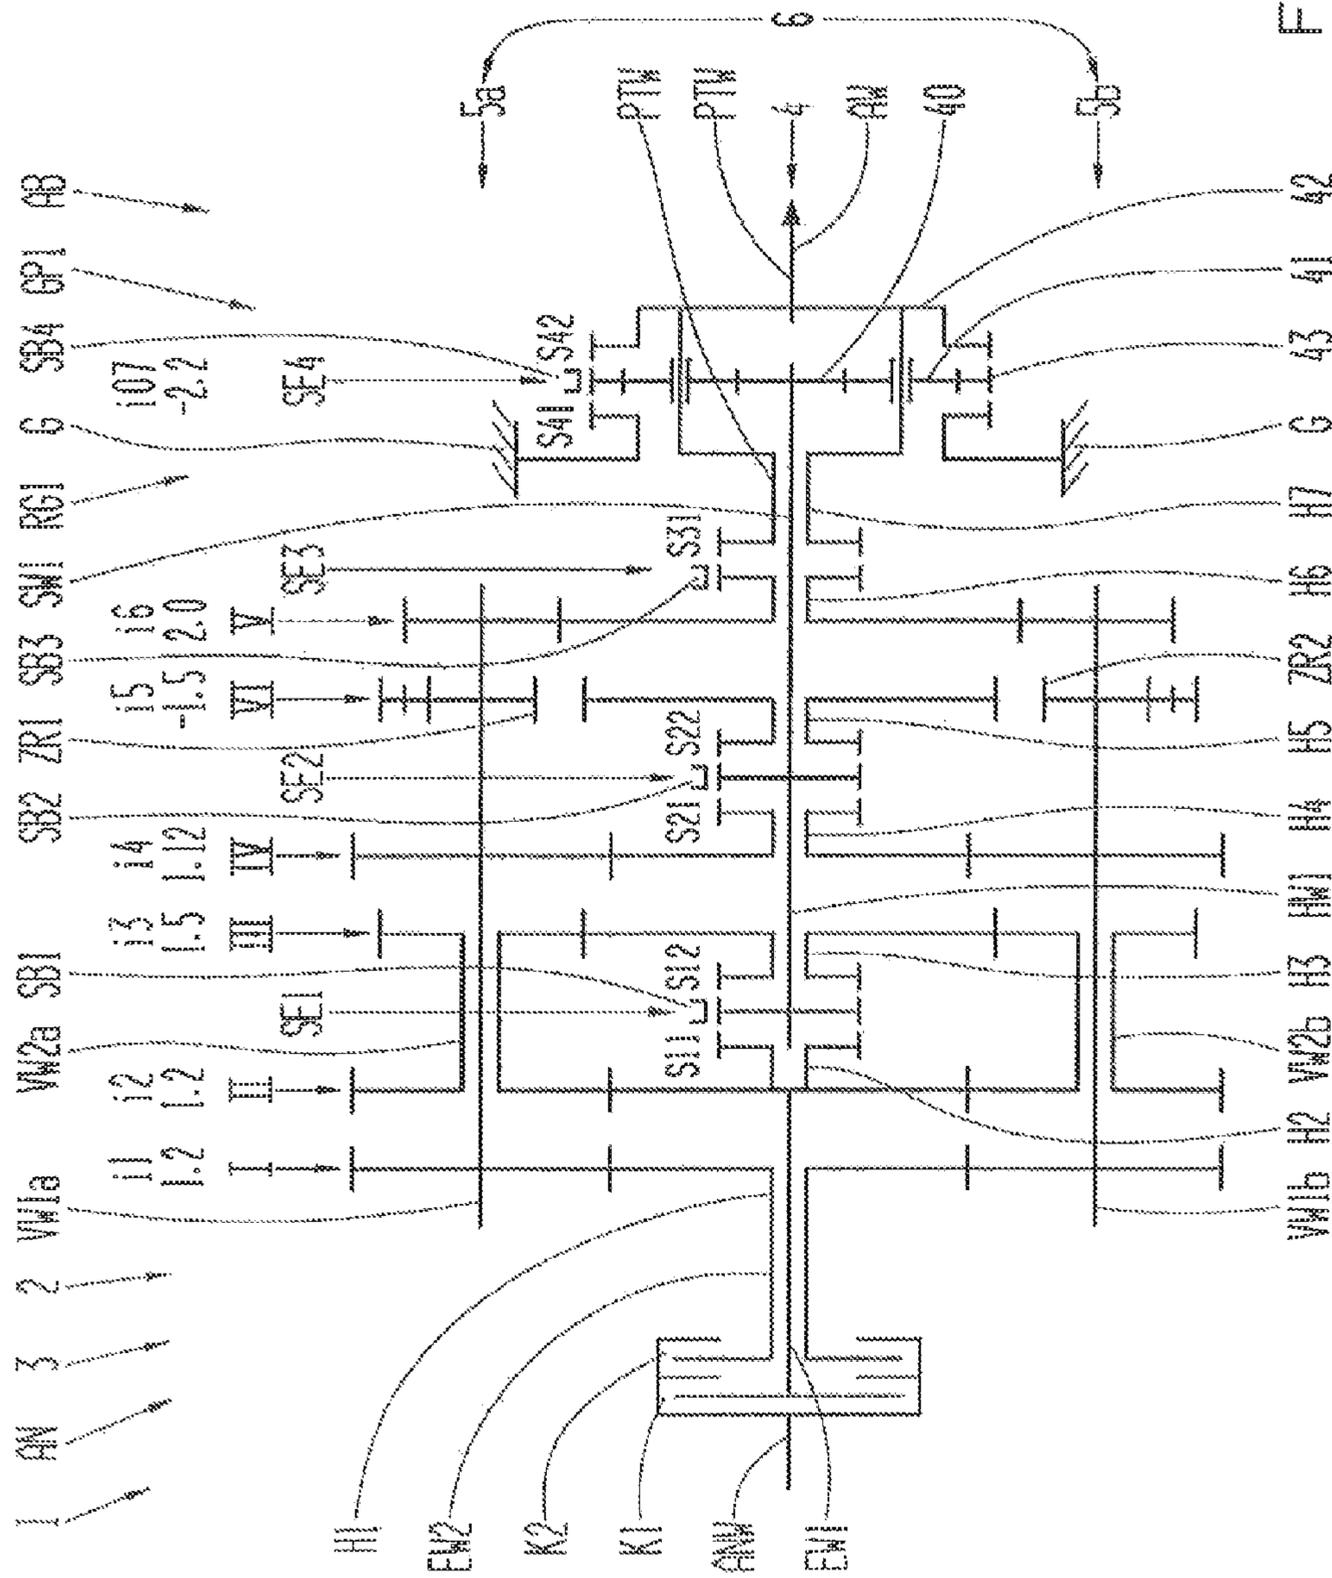 1 AN 3 2 VW1a VW2a SB1 SB2 ZR1 SB3 SW1 RG1 G SB4 GP1 AB
i1 i2 i3 i4 i5 i6 i07
1.2 1.2 1.5 1.12 -1.5 2.0 -2.2
I II III IV VI V
SE1 SE2 SE3 SE4
H1
EW2
K2
K1
ANW
EW1
S11 S12 S21 S22 S31
S41 S42
5a
PTW
PTW
4
AW
40
5b
6
VW1b H2 VW2b H3 HW1 H4 H5 ZR2 H6 H7 G 43 41 42
F